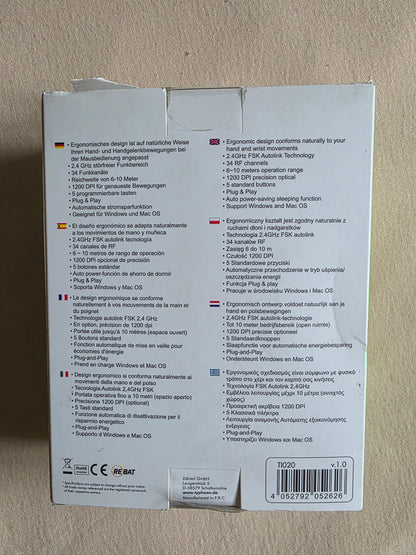 • Ergonomisches design ist auf natürliche Weise
Ihren Hand- und Handgelenkbewegungen bei
der Mausbedienung angepasst
• 2.4 GHz störfreier Funkbereich
• 34 Funkkanäle
• Reichweite von 6-10 Meter
• 1200 DPI für genaueste Bewegungen
• 5 programmierbare tasten
• Plug & Play
• Automatische stromsparfunktion
• Geeignet für Windows und Mac OS
• El diseño ergonómico se adapta naturalmente
a los movimientos de mano y muñeca
• 2.4GHz FSK autolink tecnología
• 34 canales de RF
• 6 ~ 10 metros de rango de operación
• 1200 DPI opcional de precisión
• 5 botones estándar
• Auto power-función de ahorro de dormir
• Plug & Play
• Soporta Windows y Mac OS
• Le design ergonomique se conforme
naturellement à vos mouvements de la main et
du poignet
• Technologie autolink FSK 2,4 GHz
• En option, précision de 1200 dpi
• Portée utile jusqu'à 10 mètres (espace ouvert)
• 5 Boutons standard
• Fonction automatique de mise en veille pour
économies d'énergie
• Plug-and-Play
• Prend en charge Windows et Mac OS
• Design ergonomico si conforma naturalmente ai
movimenti della mano e del polso
• Tecnologia Autolink 2.4GHz FSK
• Portata operativa fino a 10 metri (spazio aperto)
• Precisione 1200 DPI (optional)
• 5 Tasti standard
• Funzione automatica di disattivazione per il
risparmio energetico
• Plug-and-Play
• Supporto di Windows e Mac OS
• Ergonomic design conforms naturally to your
hand and wrist movements
• 2.4GHz FSK Autolink Technology
• 34 RF channels
• 6~10 meters operation range
• 1200 DPI precision optical
• 5 standard buttons
• Plug & Play
• Auto power-saving sleeping function
• Support Windows and Mac OS
• Ergonomiczny kształt jest zgodny naturalnie z
ruchami dłoni i nadgarstków
• Technologia 2.4GHz FSK autolink
• 34 kanałów RF
• Zasięg 6 do 10 m
• Czułość 1200 DPI
• 5 Standardowe przyciski
• Automatyczne przechodzenie w tryb uśpienia/
oszczędzania energii
• Funkcja Plug & Play
• Pracuje w środowisku Windows i Mac OS
• Ergonomisch ontwerp voldoet natuurlijk aan je
hand en polsbewegingen
• 2,4GHz FSK autolink-technologie
• Tot 10 meter bedrijfsbereik (open ruimte)
• 1200 DPI precisie optioneel
• 5 Standaardknoppen
• Slaapfunctie voor automatische energiebesparing
• Plug-and-Play
• Ondersteunt Windows en Mac OS
• Εργονομικός σχεδιασμός είναι σύμφωνο με φυσικό
τρόπο στο χέρι και τον καρπό σας κινήσεις
• Τεχνολογία FSK Autolink 2.4GHz
• Εμβέλεια λειτουργίας μέχρι 10 μέτρα (ανοιχτός
χώρος)
• Προαιρετική ακρίβεια 1200 DPI
• 5 Κλασσικά πλήκτρα
• Λειτουργία αναμονής Αυτόματης εξοικονόμησης
ενέργειας
• Plug-and-Play
• Υποστηρίζει Windows και Mac OS
RoHS
CE
REBAT
* Specifications are subject to change without prior notice.
* All trade names referenced are the registered trademark
of their respective owners.
2direct GmbH
Langenstück 5
D-58579 Schalksmühle
www.typhoon.de
Manufactured in P.R.C.
TI020 v.1.0
4 052792 052626